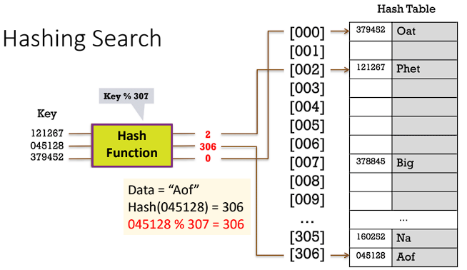 Hash Table
Hashing Search
Key % 307
Key
121267
045128
379452
Hash
Function
2
306
0
Data = "Aof"
Hash(045128) = 306
045128 % 307 = 306
[000] 379452 Oat
[001]
[002] 121267 Phet
[003]
[004]
[005]
[006]
[007] 378845 Big
[008]
[009]
... ...
[305] 160252 Na
[306] 045128 Aof